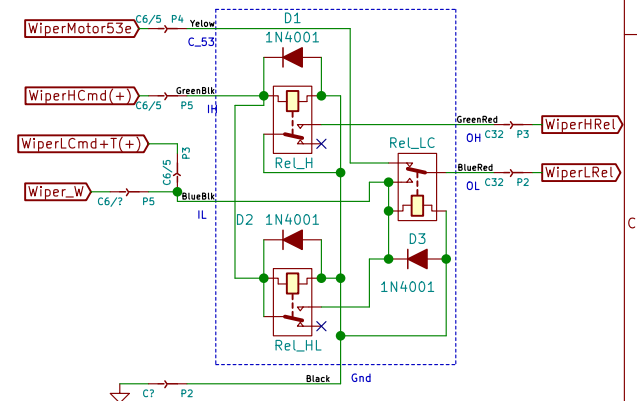 WiperMotor53e
C6/5
P4
Yelow
C_53
D1
1N4001
WiperHCmd(+)
C6/5
P5
GreenBlk
IH
Rel_H
GreenRed
OH
C32
P3
WiperHRel
WiperLCmd+T(+)
C6/5
P3
Rel_LC
BlueRed
OL
C32
P2
WiperLRel
Wiper_W
C6/?
P5
BlueBlk
IL
D2
1N4001
D3
1N4001
Rel_HL
Black
Gnd
C?
P2